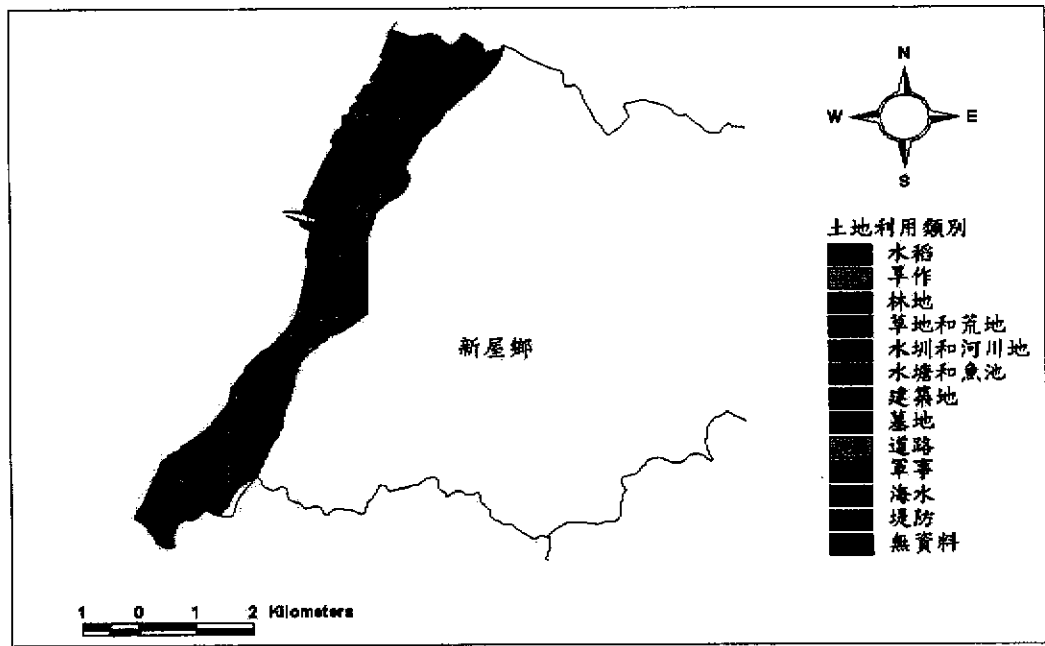 N
W E
S
土地利用類別
水稻
旱作
林地
草地和荒地
水圳和河川地
水塘和魚池
建築地
墓地
道路
軍事
海水
堤防
無資料
新屋鄉
1 0 1 2 Kilometers